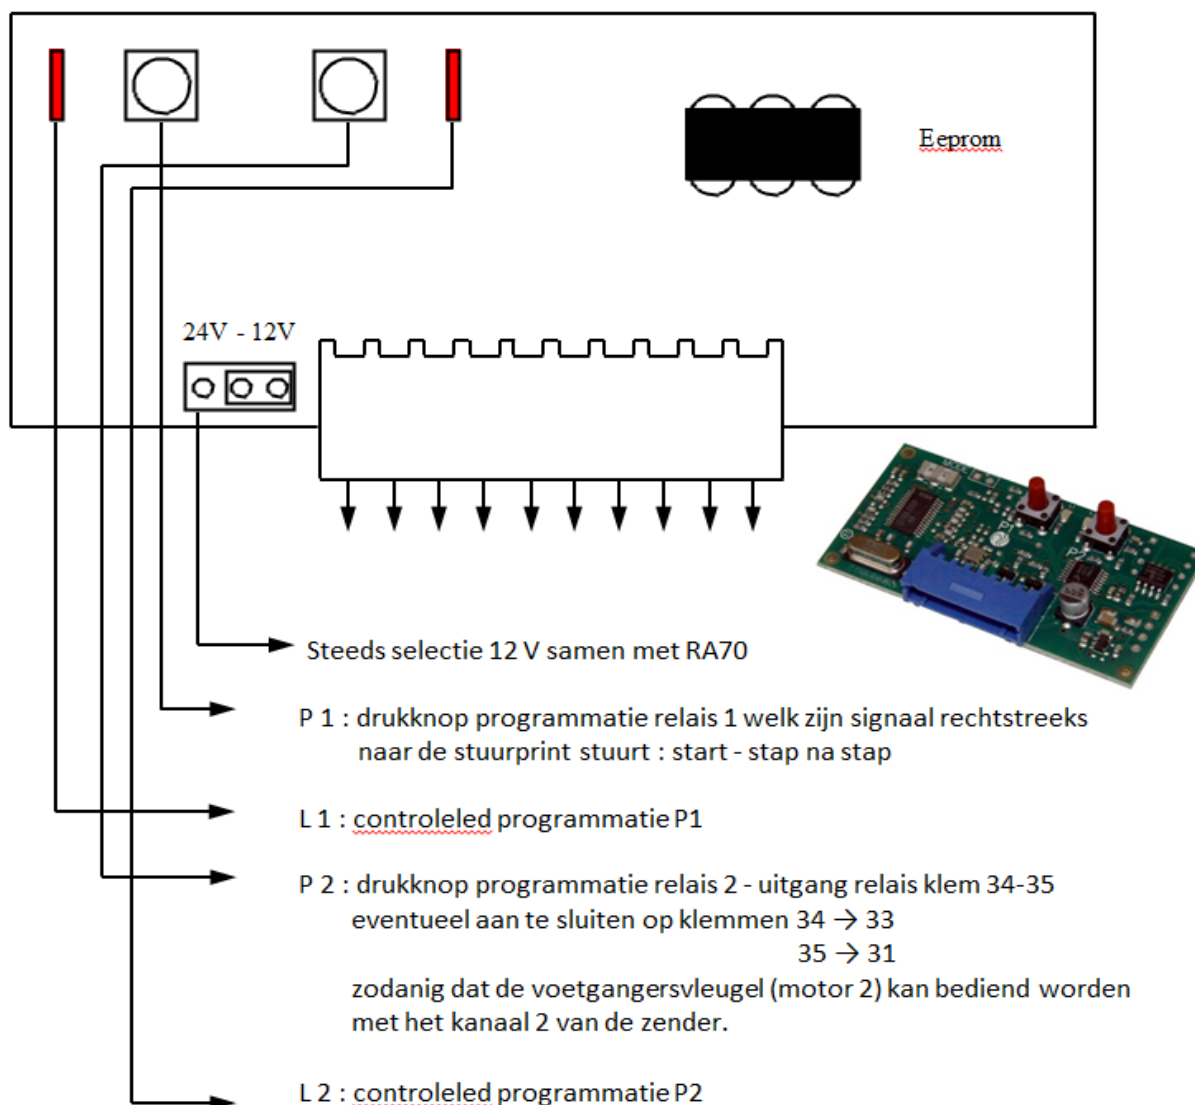 Eeprom
24V - 12V
MODE
P1
P2
Steeds selectie 12 V samen met RA70
P 1 : drukknop programmatie relais 1 welk zijn signaal rechtstreeks
naar de stuurprint stuurt : start - stap na stap
L 1 : controleled programmatie P1
P 2 : drukknop programmatie relais 2 - uitgang relais klem 34-35
eventueel aan te sluiten op klemmen 34 → 33
35 → 31
zodanig dat de voetgangersvleugel (motor 2) kan bediend worden
met het kanaal 2 van de zender.
L 2 : controleled programmatie P2